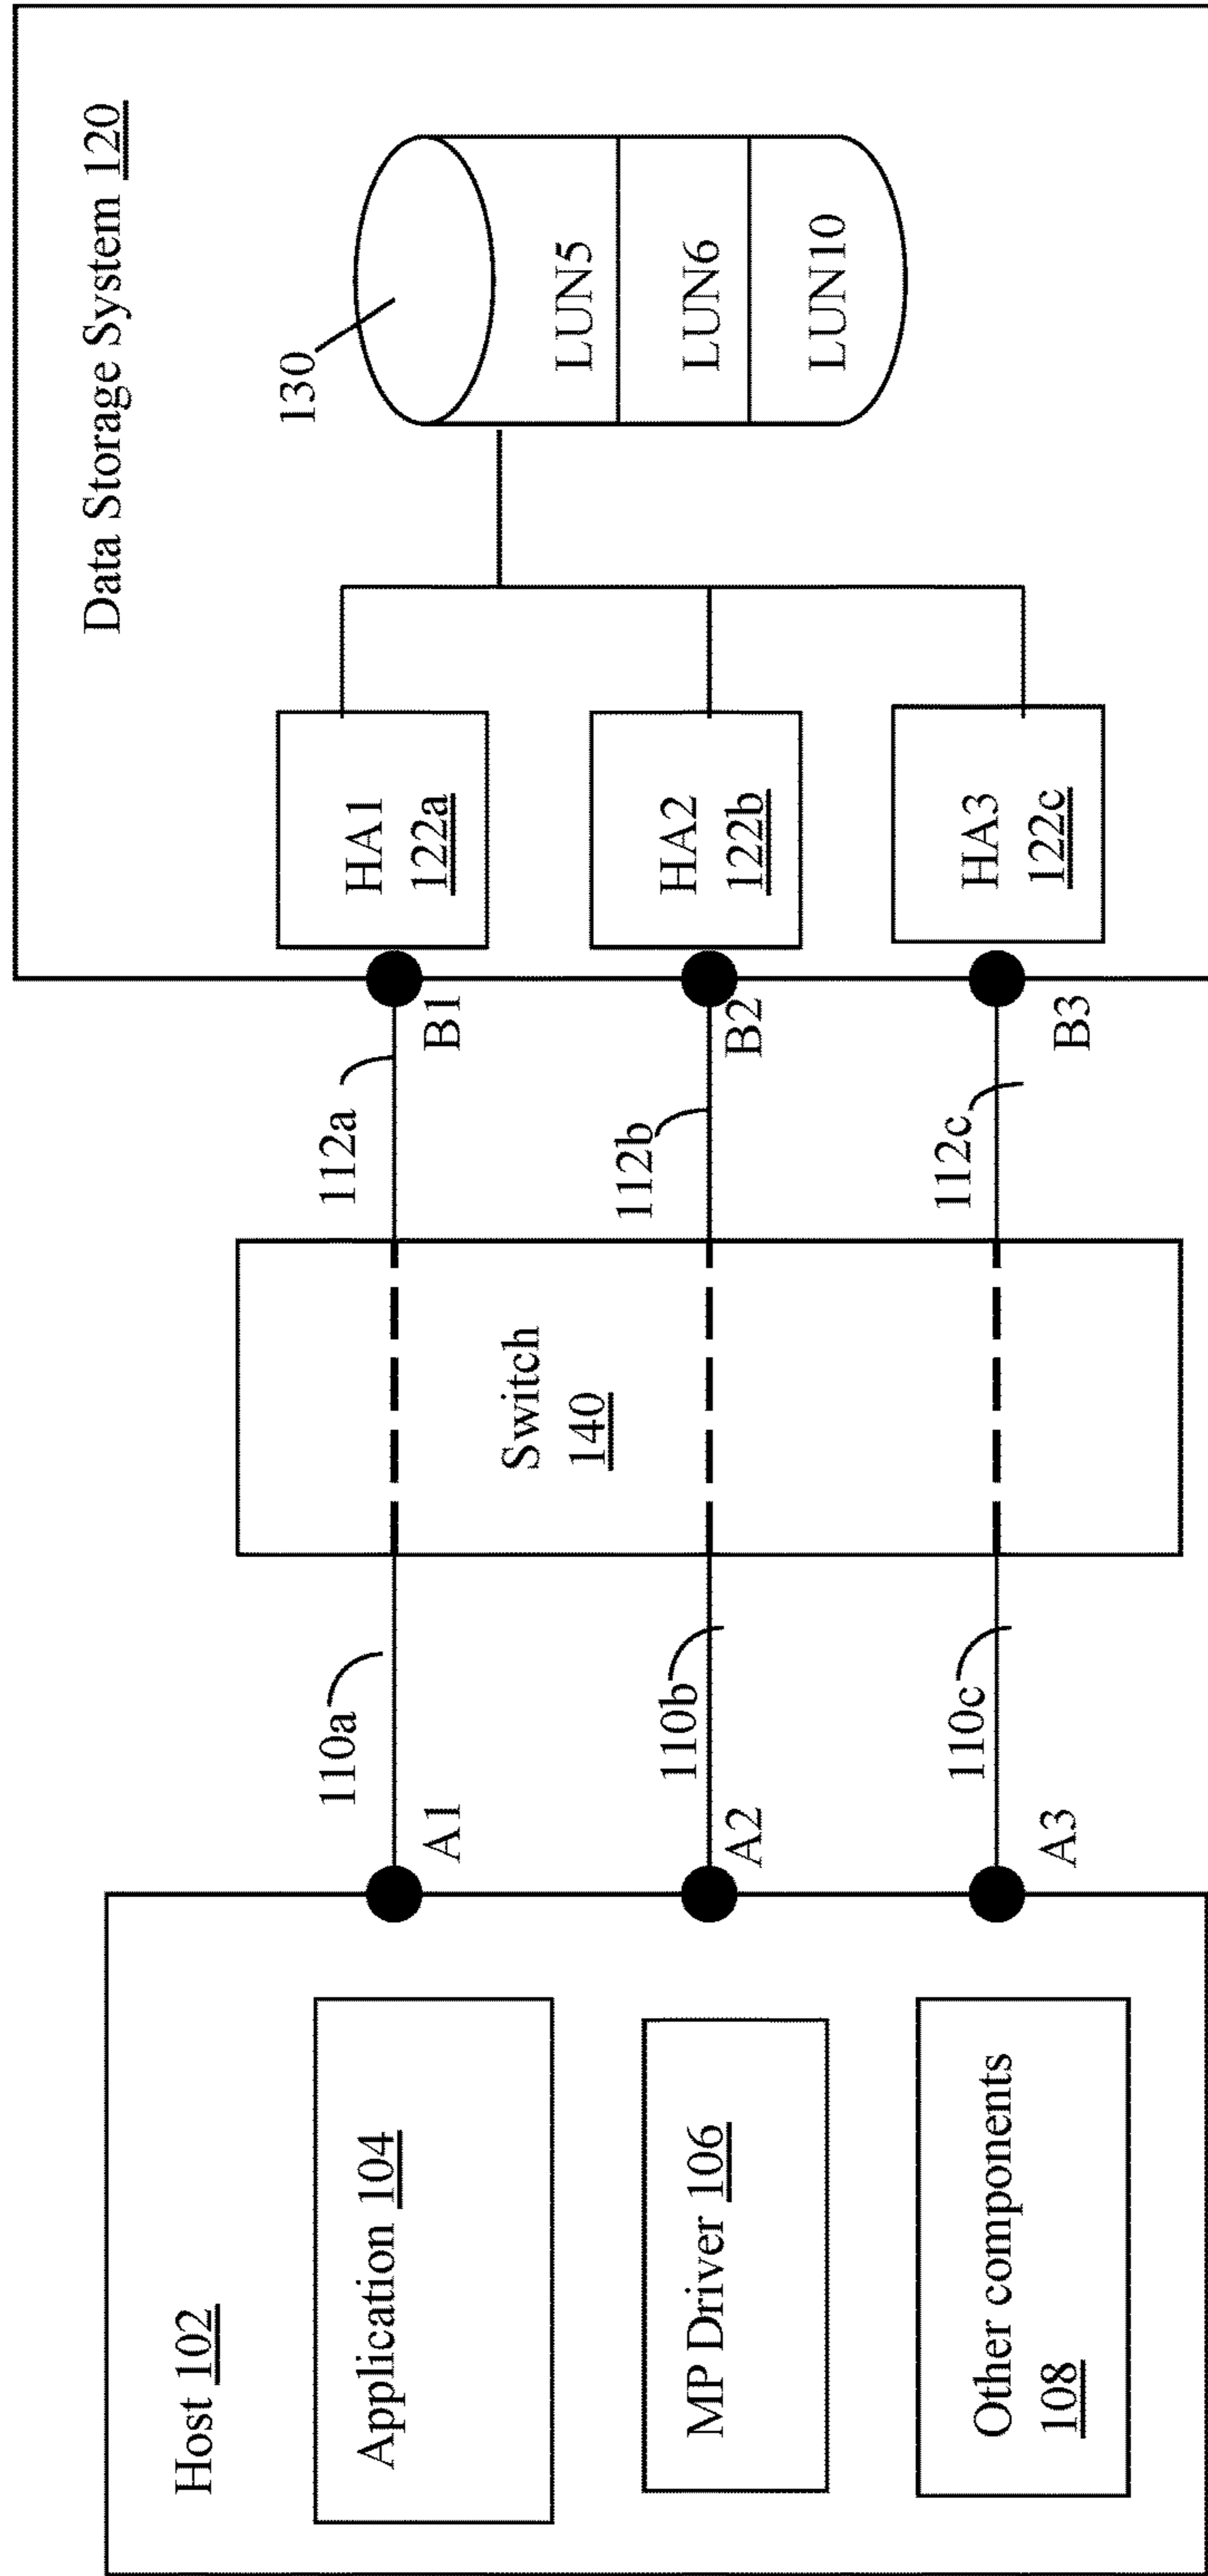 Host 102
Application 104
MP Driver 106
Other components
108
A1
A2
A3
110a
110b
110c
Switch
140
112a
112b
112c
B1
B2
B3
Data Storage System 120
HA1
122a
HA2
122b
HA3
122c
130
LUN5
LUN6
LUN10